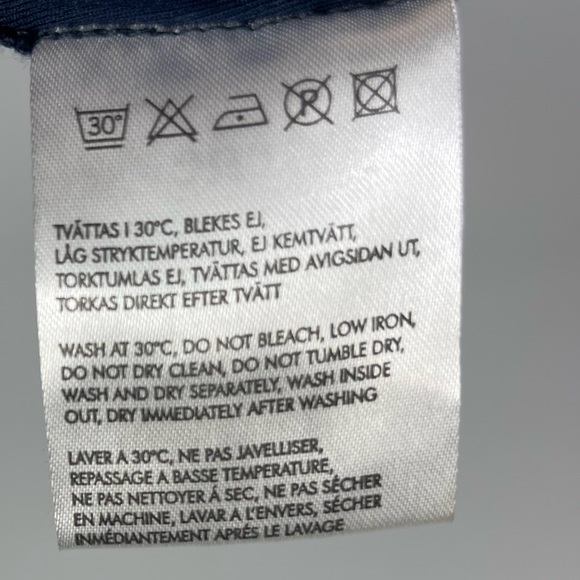 30°
R
TVÄTTAS I 30°C, BLEKES EJ,
LÅG STRYKTEMPERATUR, EJ KEMTVÄTT,
TORKTUMLAS EJ, TVÄTTAS MED AVIGSIDAN UT,
TORKAS DIREKT EFTER TVÄTT
WASH AT 30°C, DO NOT BLEACH, LOW IRON,
DO NOT DRY CLEAN, DO NOT TUMBLE DRY,
WASH AND DRY SEPARATELY, WASH INSIDE
OUT, DRY IMMEDIATELY AFTER WASHING
LAVER A 30°C, NE PAS JAVELLISER,
REPASSAGE A BASSE TEMPERATURE,
NE PAS NETTOYER Á SEC, NE PAS SÉCHER
EN MACHINE, LAVAR A L'ENVERS, SÉCHER
INMÉDIANTEMENT APRÉS LE LAVAGE